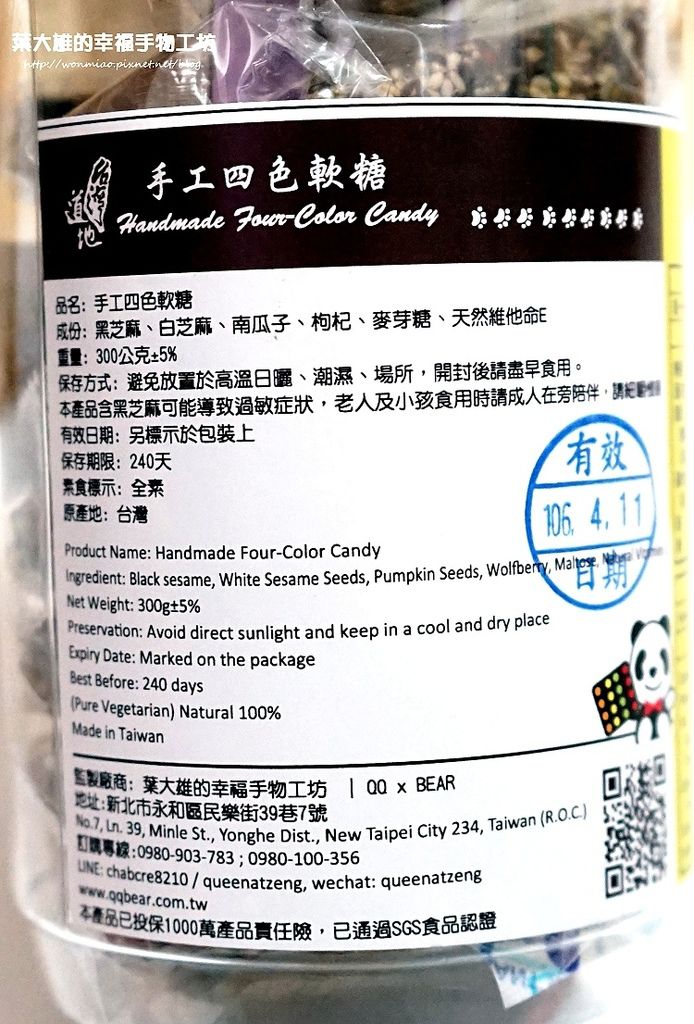 葉大雄的幸福手物工坊
http://wonmiao.pixnet.net/blog
台灣
道地
手工四色軟糖
Handmade Four-Color Candy
品名: 手工四色軟糖
成份: 黑芝麻、白芝麻、南瓜子、枸杞、麥芽糖、天然維他命E
重量: 300公克±5%
保存方式: 避免放置於高溫日曬、潮濕、場所，開封後請盡早食用。
本產品含黑芝麻可能導致過敏症狀，老人及小孩食用時請成人在旁陪伴，請細嚼慢嚥
有效日期: 另標示於包裝上
保存期限: 240天
素食標示: 全素
原產地: 台灣
有效
106. 4. 11
日期
Product Name: Handmade Four-Color Candy
Ingredient: Black sesame, White Sesame Seeds, Pumpkin Seeds, Wolfberry, Maltose, Natural
Net Weight: 300g±5%
Preservation: Avoid direct sunlight and keep in a cool and dry place
Expiry Date: Marked on the package
Best Before: 240 days
(Pure Vegetarian) Natural 100%
Made in Taiwan
監製廠商: 葉大雄的幸福手物工坊 | QQ x BEAR
地址:新北市永和區民樂街39巷7號
No.7, Ln. 39, Minle St., Yonghe Dist., New Taipei City 234, Taiwan (R.O.C.)
訂購專線:0980-903-783 ; 0980-100-356
LINE: chabcre8210 / queenatzeng, wechat: queenatzeng
www.qqbear.com.tw
本產品已投保1000萬產品責任險，已通過SGS食品認證